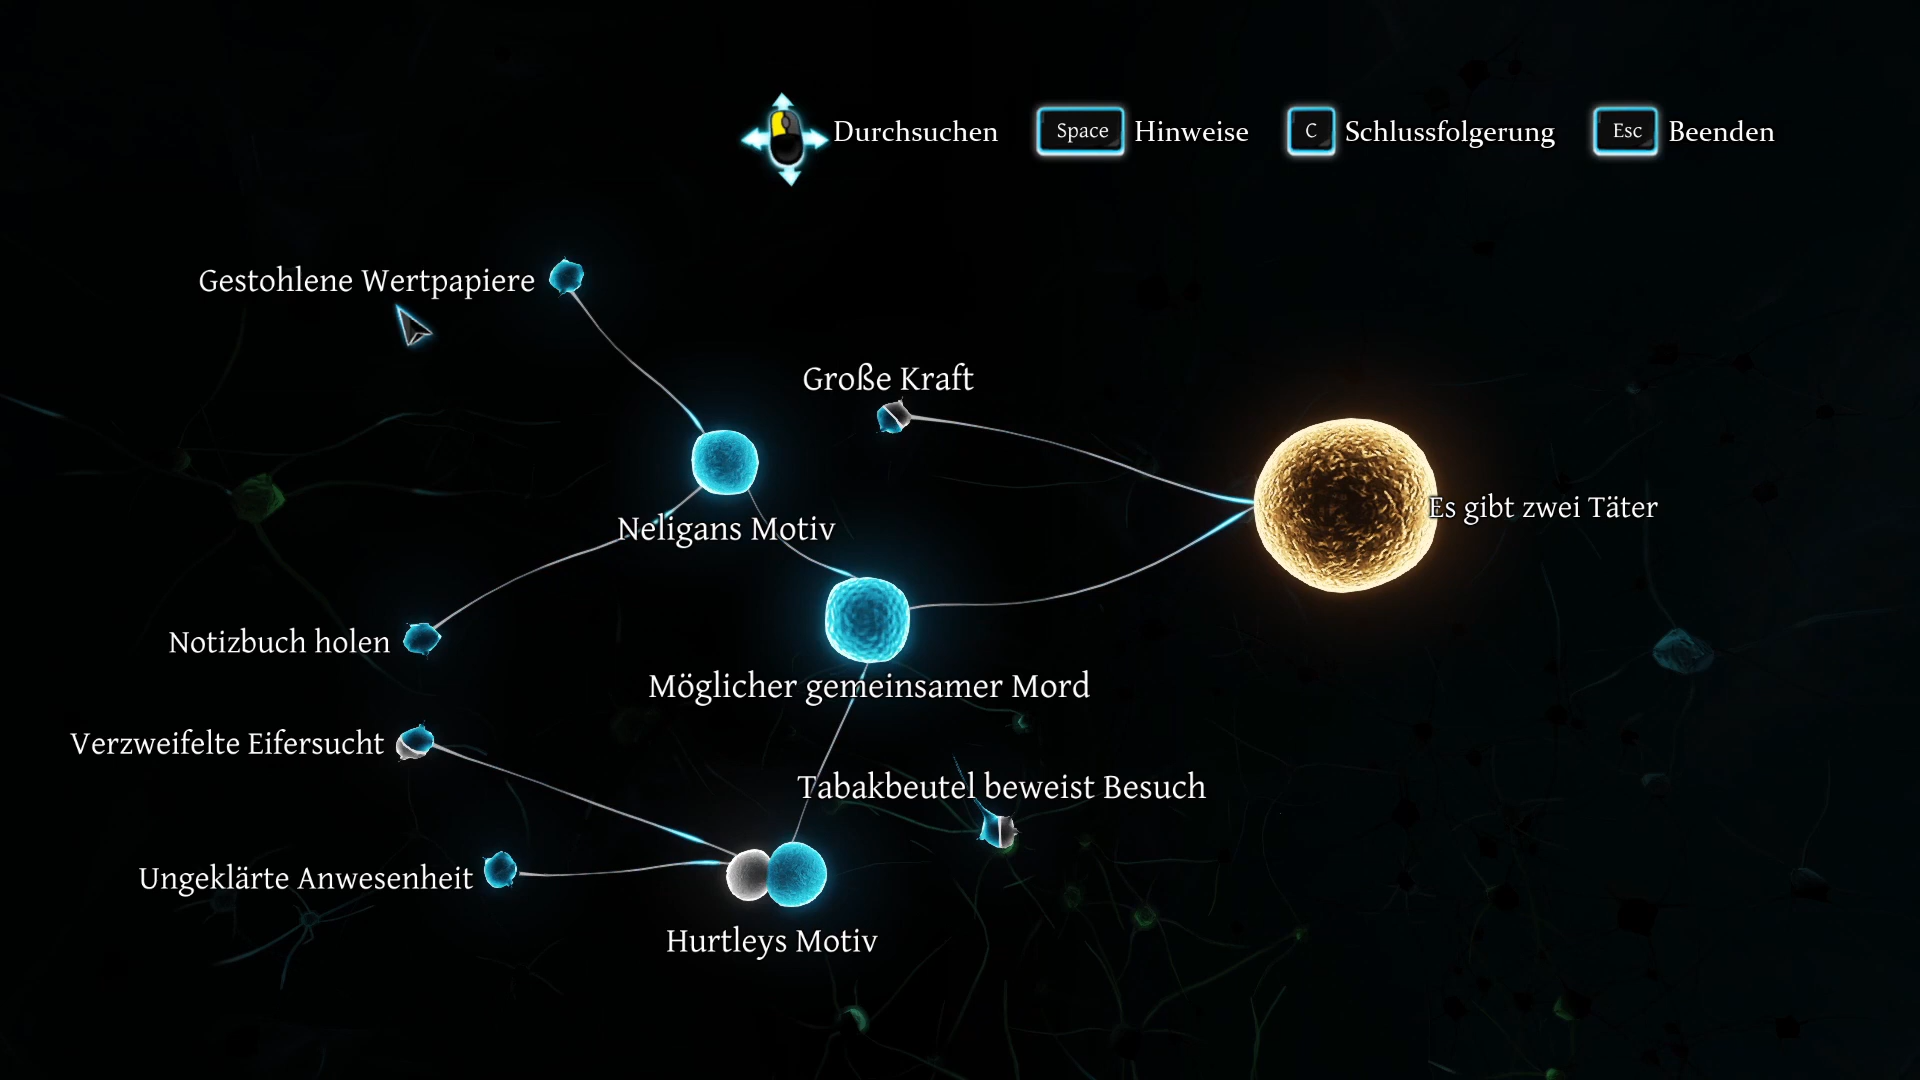 Durchsuchen
Space Hinweise
C Schlussfolgerung
Esc Beenden
Gestohlene Wertpapiere
Große Kraft
Es gibt zwei Täter
Neligans Motiv
Notizbuch holen
Möglicher gemeinsamer Mord
Verzweifelte Eifersucht
Tabakbeutel beweist Besuch
Ungeklärte Anwesenheit
Hurtleys Motiv